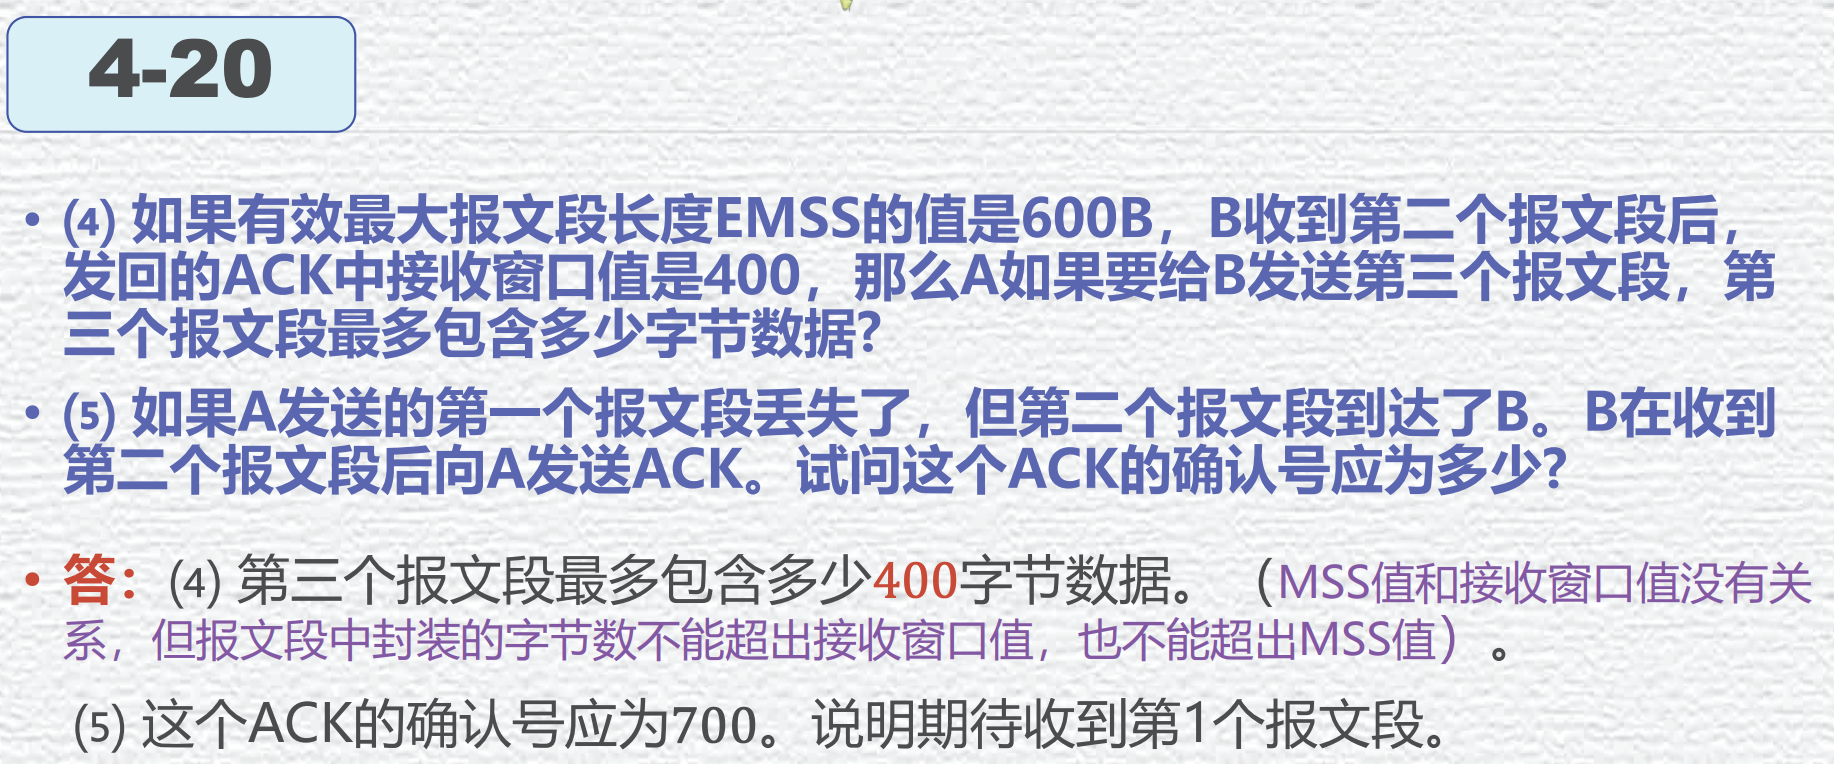 4-20
• (4) 如果有效最大报文段长度EMSS的值是600B，B收到第二个报文段后，
发回的ACK中接收窗口值是400，那么A如果要给B发送第三个报文段，第
三个报文段最多包含多少字节数据?
• (5) 如果A发送的第一个报文段丢失了，但第二个报文段到达了B。B在收到
第二个报文段后向A发送ACK。试问这个ACK的确认号应为多少?
• 答：(4) 第三个报文段最多包含多少400字节数据。（MSS值和接收窗口值没有关
系，但报文段中封装的字节数不能超出接收窗口值，也不能超出MSS值）。
(5) 这个ACK的确认号应为700。说明期待收到第1个报文段。